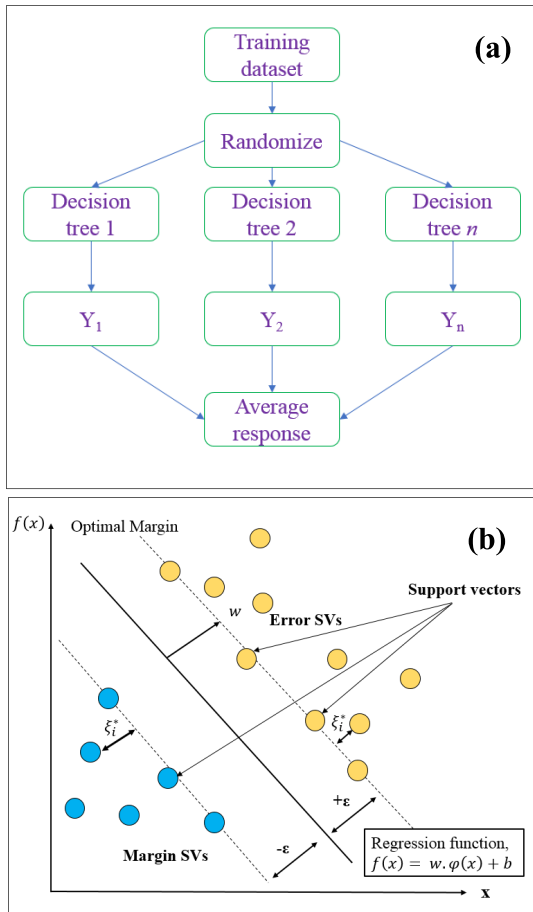 Training
dataset
(a)
Randomize
Decision
tree 1
Decision
tree 2
Decision
tree n
Y₁
Y₂
Yₙ
Average
response
f(x)
Optimal Margin
(b)
Support vectors
w
Error SVs
ξᵢ*
ξᵢ*
+ε
-ε
Margin SVs
Regression function,
f(x) = w.φ(x) + b
x